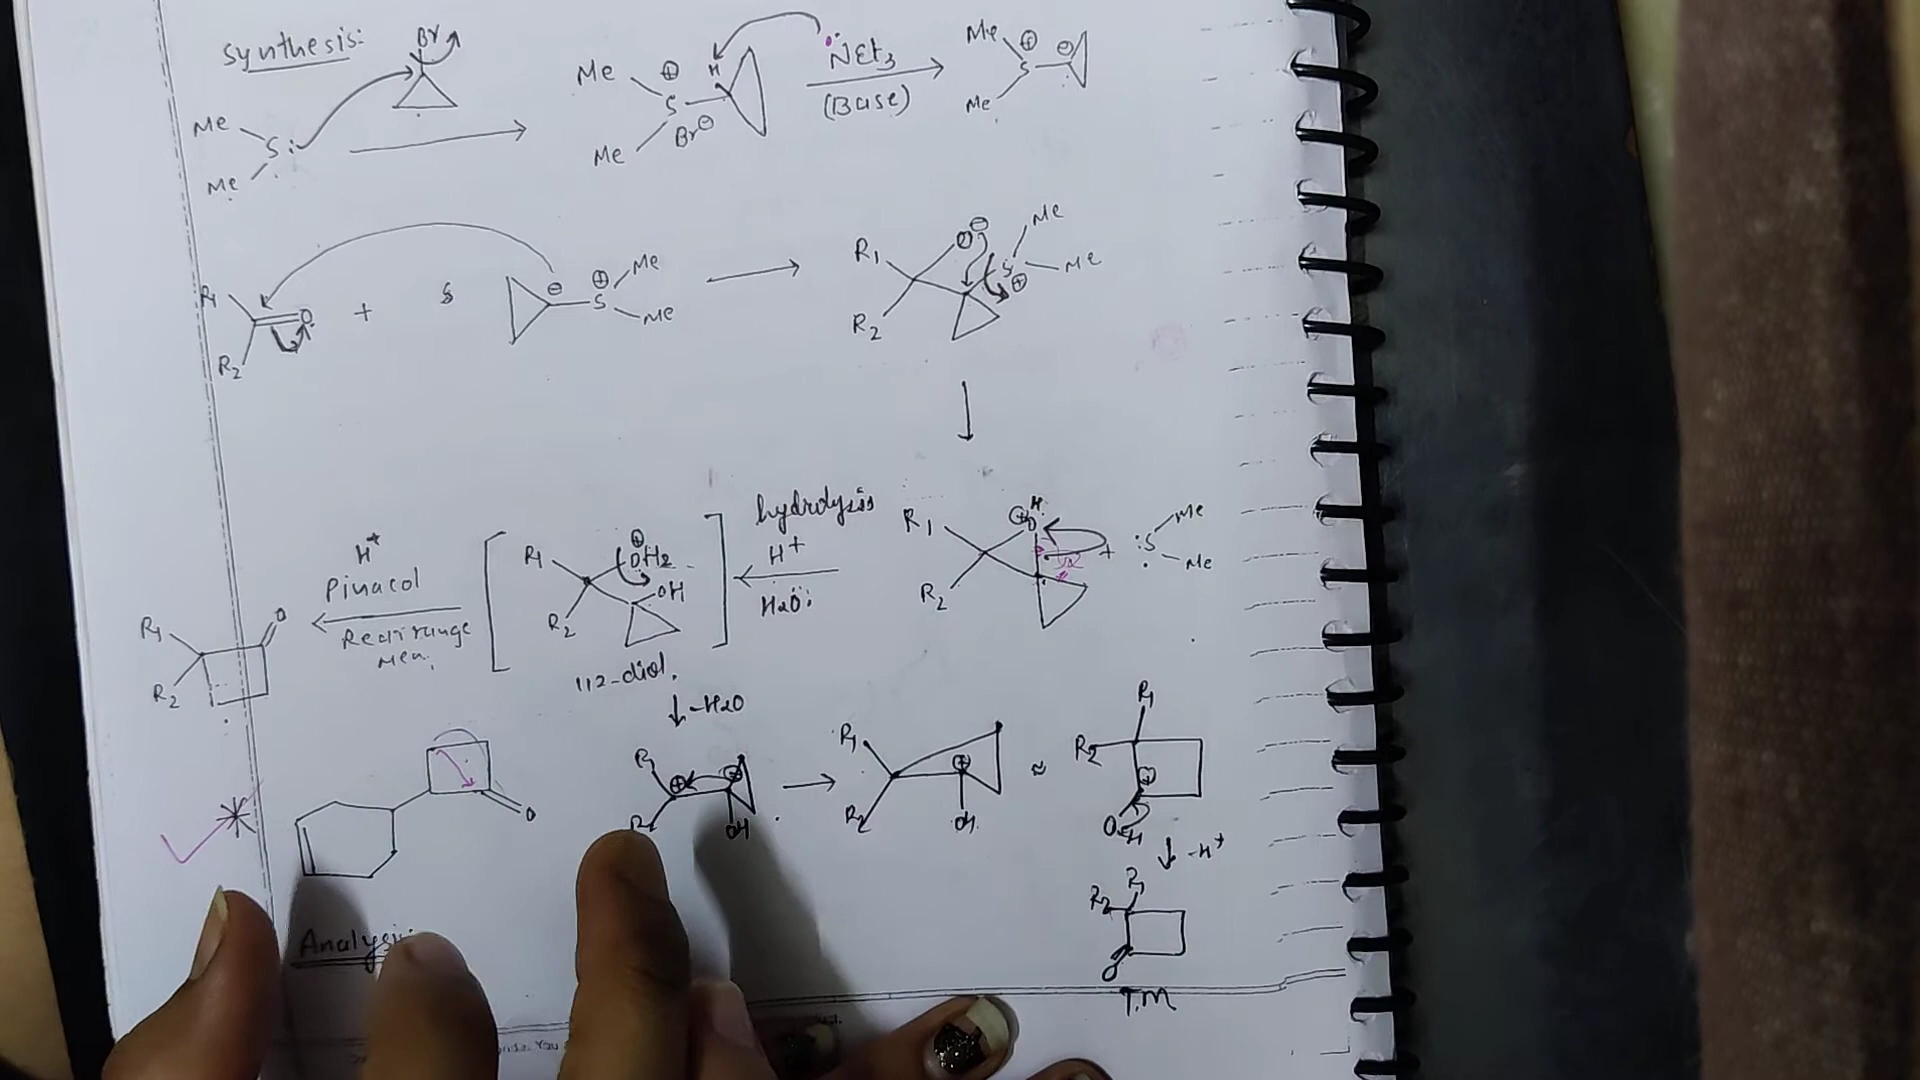 synthesis:
Br
Me
S:
Me
Me
⊕
S
H
Br⊖
Me
:NEt3
(Base)
Me
⊕
S
⊖
Me
R1
R2
O:
+
⊖
⊕
S
Me
Me
R1
R2
O⊖
S
⊕
Me
Me
R1
R2
⊕O
H
+
:S
Me
Me
hydrolysis
H+
H2O:
R1
R2
⊕
OH2
OH
1,2-diol.
H+
Pinacol
Rearrange
men,
R1
R2
O
↓ -H2O
R1
R2
⊕
OH
R1
R2
⊕
OH
≈
R1
R2
⊕
O-H
↓ -H+
R2
R1
O
T.M
O
Analysis: